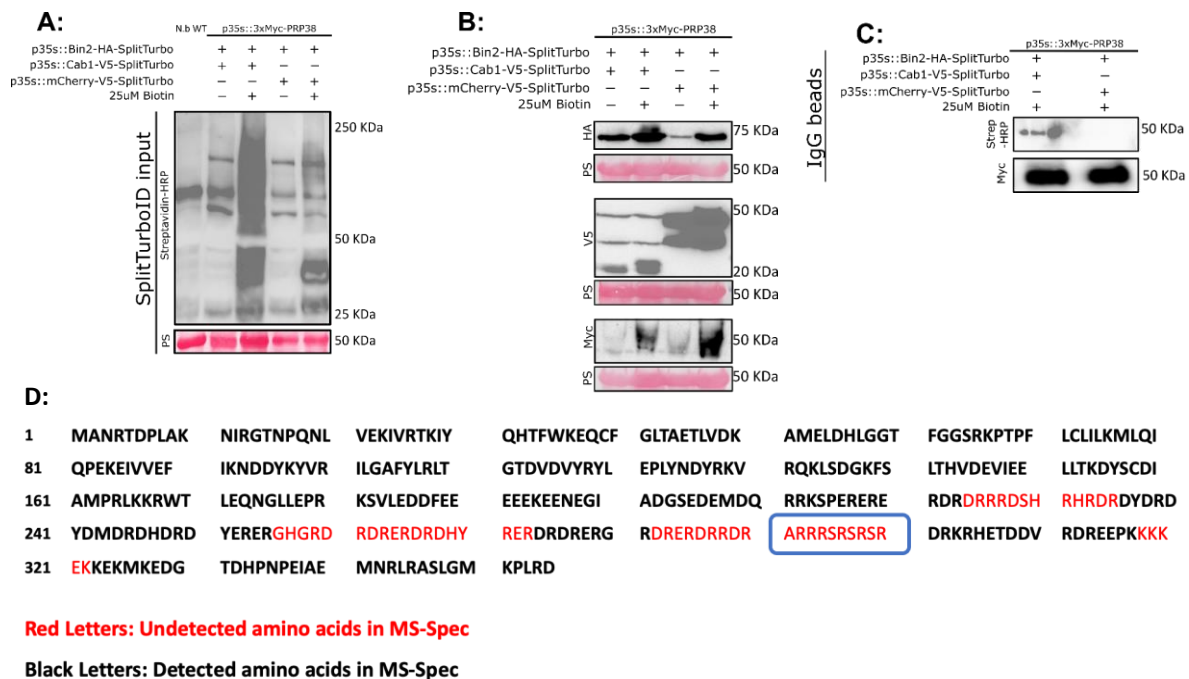 A:
N.b WT
p35s::3xMyc-PRP38
p35s::Bin2-HA-SplitTurbo + + + +
p35s::Cab1-V5-SplitTurbo + + – –
p35s::mCherry-V5-SplitTurbo – – + +
25uM Biotin – + – +
SplitTurboID input
Streptavidin-HRP
250 KDa
50 KDa
25 KDa
PS
50 KDa
B:
p35s::3xMyc-PRP38
p35s::Bin2-HA-SplitTurbo + + + +
p35s::Cab1-V5-SplitTurbo + + – –
p35s::mCherry-V5-SplitTurbo – – + +
25uM Biotin – + – +
HA
75 KDa
PS
50 KDa
V5
50 KDa
20 KDa
PS
50 KDa
Myc
50 KDa
PS
50 KDa
C:
IgG beads
p35s::3xMyc-PRP38
p35s::Bin2-HA-SplitTurbo + +
p35s::Cab1-V5-SplitTurbo + –
p35s::mCherry-V5-SplitTurbo – +
25uM Biotin + +
Strep
-HRP
50 KDa
Myc
50 KDa
D:
1 MANRTDPLAK NIRGTNPQNL VEKIVRTKIY QHTFWKEQCF GLTAETLVDK AMELDHLGGT FGGSRKPTPF LCLILKMLQI
81 QPEKEIVVEF IKNDDYKYVR ILGAFYLRLT GTDVDVYRYL EPLYNDYRKV RQKLSDGKFS LTHVDEVIEE LLTKDYSCDI
161 AMPRLKKRWT LEQNGLLEPR KSVLEDDFEE EEEKEENEGI ADGSEDEMDQ RRKSPERERE RDRDRRRDSH RHRDRDYDRD
241 YDMDRDHDRD YERERGHGRD RDRERDRDHY RERDRDRERG RDRERDRRDR ARRRSRSRSR DRKRHETDDV RDREEPKKKK
321 EKKEKMKEDG TDHPNPEIAE MNRLRASLGM KPLRD
Red Letters: Undetected amino acids in MS-Spec
Black Letters: Detected amino acids in MS-Spec